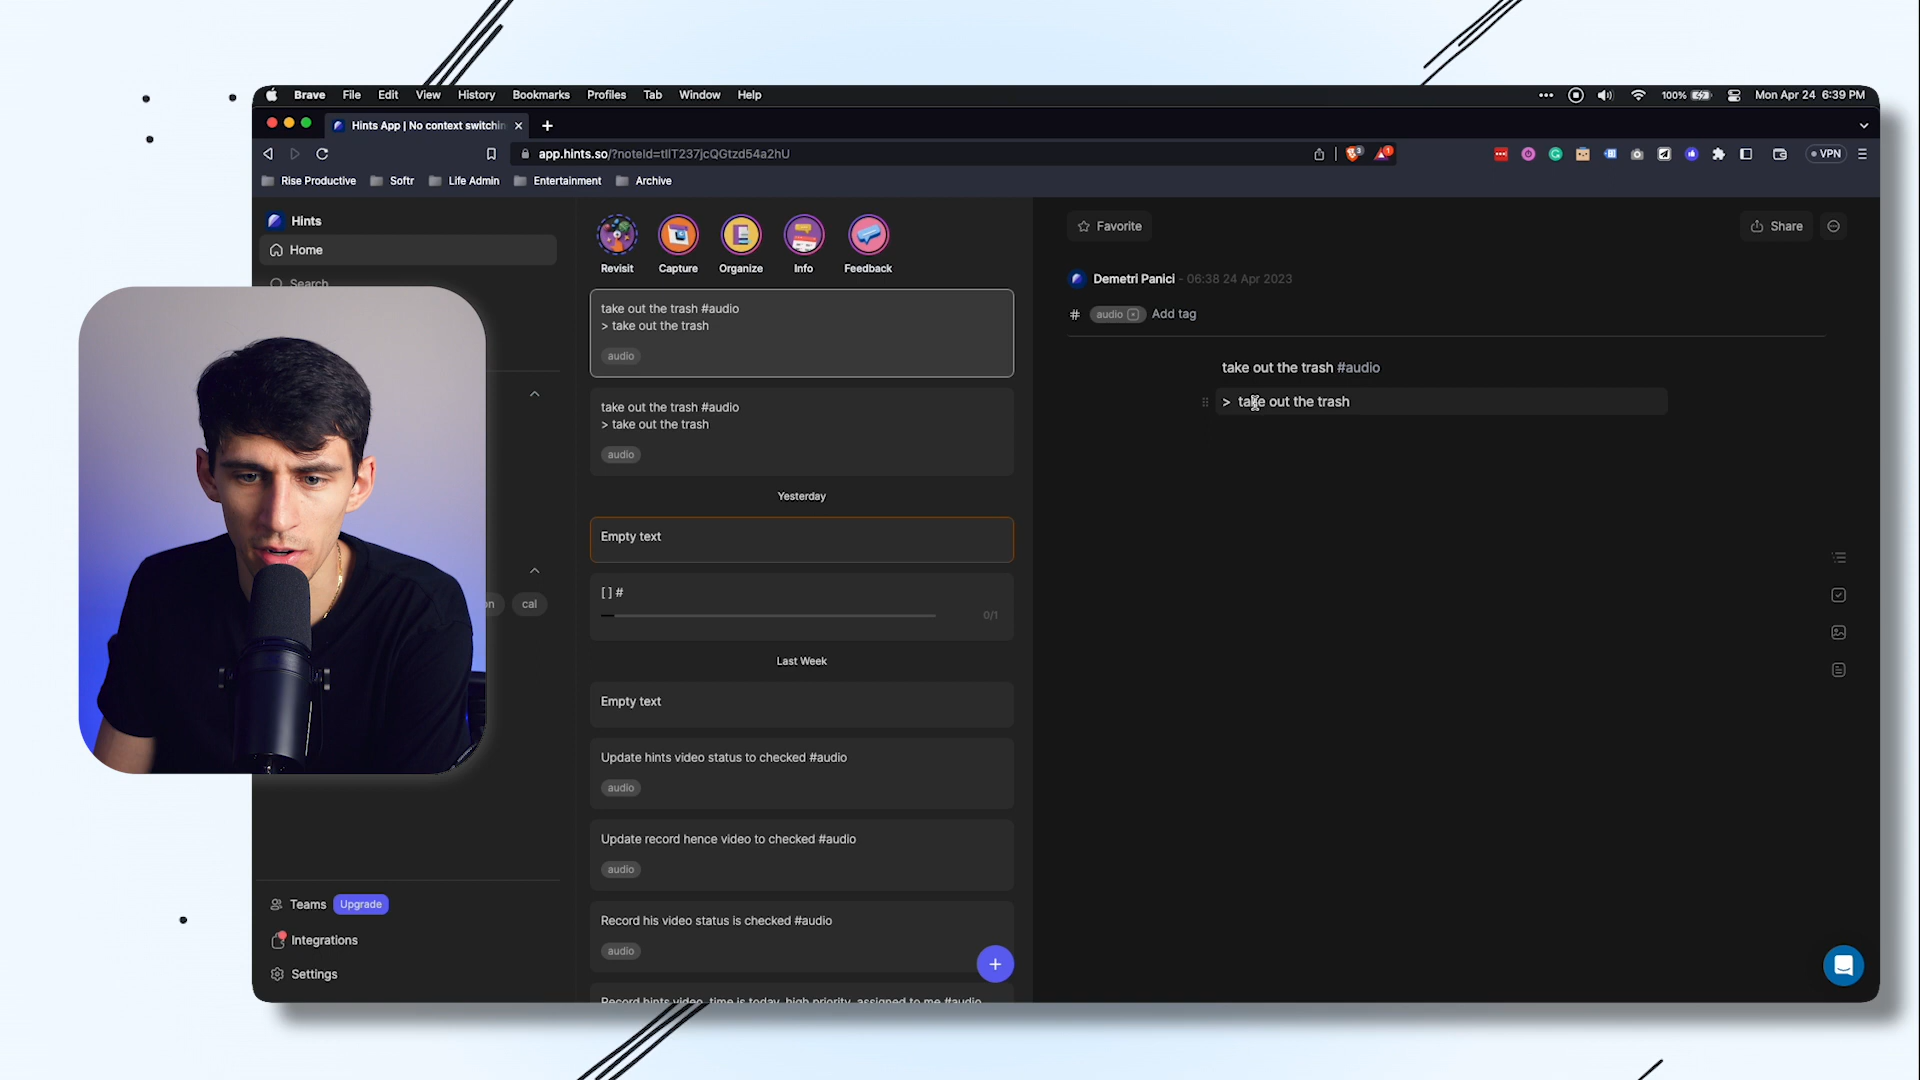 Brave File Edit View History Bookmarks Profiles Tab Window Help
100% Mon Apr 24 6:39 PM
Hints App | No context switchin
app.hints.so/?noteId=tIIT237jcQGtzd54a2hU
3
1
VPN
Rise Productive Softr Life Admin Entertainment Archive
Hints
Home
Search
on cal
Teams Upgrade
Integrations
Settings
Revisit Capture Organize Info Feedback
take out the trash #audio
> take out the trash
audio
take out the trash #audio
> take out the trash
audio
Yesterday
Empty text
[ ] #
0/1
Last Week
Empty text
Update hints video status to checked #audio
audio
Update record hence video to checked #audio
audio
Record his video status is checked #audio
audio
Record hints video, time is today, high priority, assigned to me #audio
+
Favorite Share
Demetri Panici - 06:38 24 Apr 2023
# audio Add tag
take out the trash #audio
> take out the trash